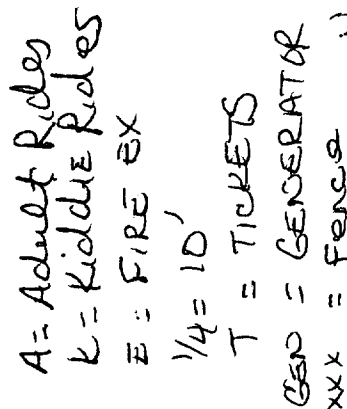 A = Adult Rides
K = Kiddie Rides
E = FIRE EX
1/4 = 10'
T = TICKETS
GEN = GENERATOR
xxx = Fence